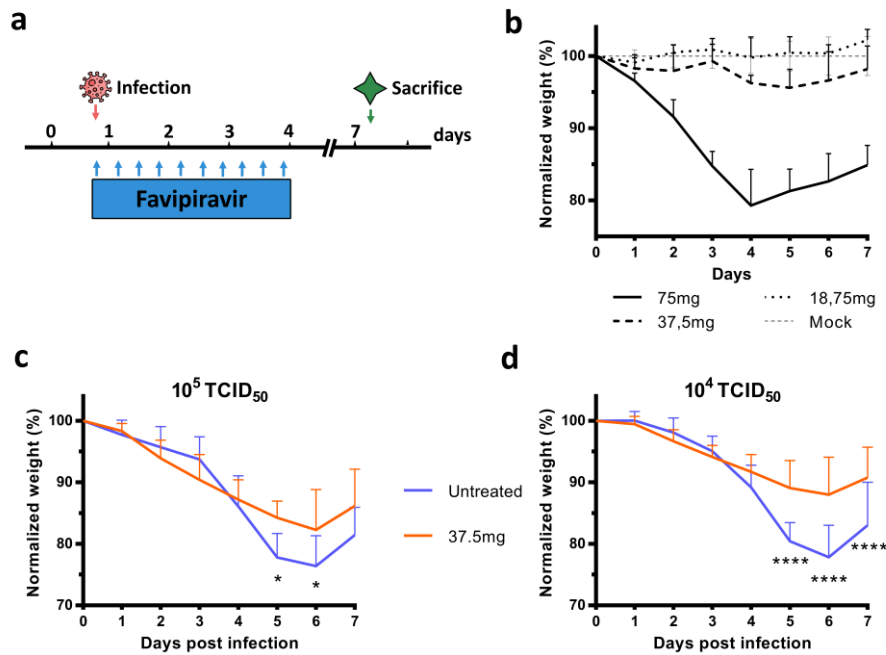 a
Infection
Sacrifice
0 1 2 3 4 7 days
Favipiravir
b
Normalized weight (%)
100
90
80
0 1 2 3 4 5 6 7
Days
75mg
18,75mg
37,5mg
Mock
c
10⁵ TCID₅₀
Normalized weight (%)
100
90
80
70
0 1 2 3 4 5 6 7
Days post infection
* *
Untreated
37.5mg
d
10⁴ TCID₅₀
Normalized weight (%)
100
90
80
70
0 1 2 3 4 5 6 7
Days post infection
**** **** ****